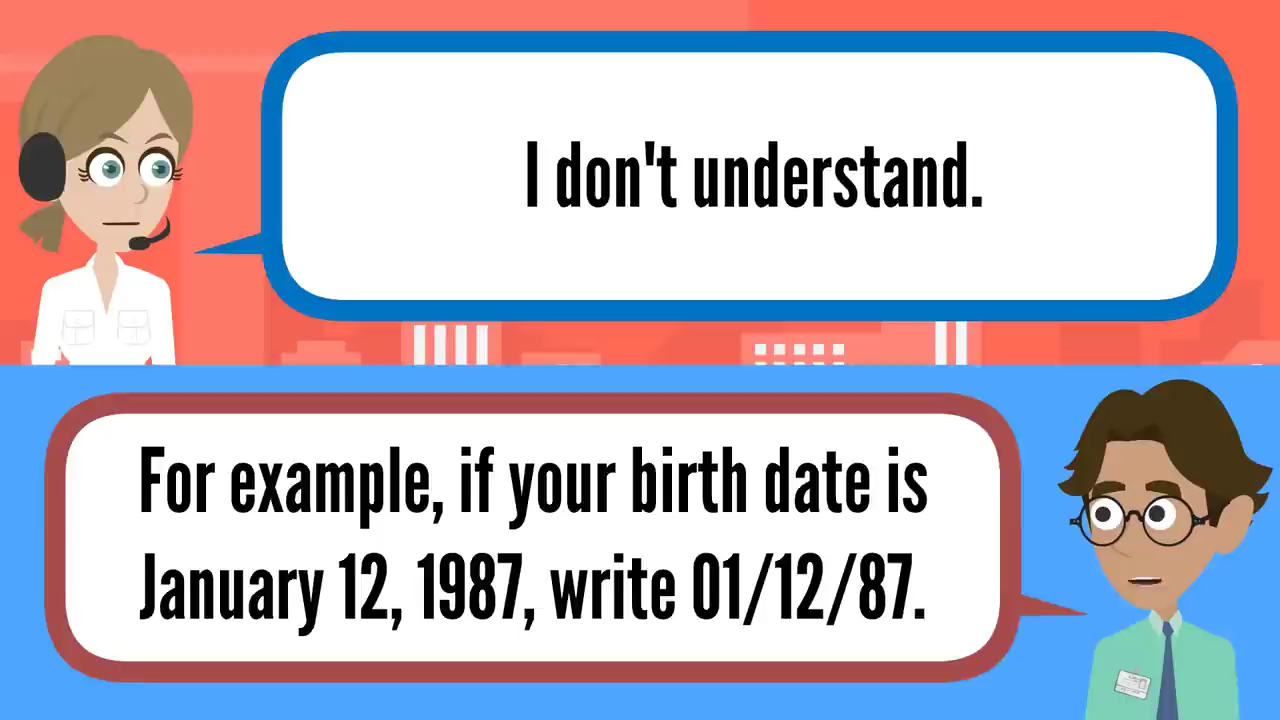 I don't understand.
For example, if your birth date is
January 12, 1987, write 01/12/87.